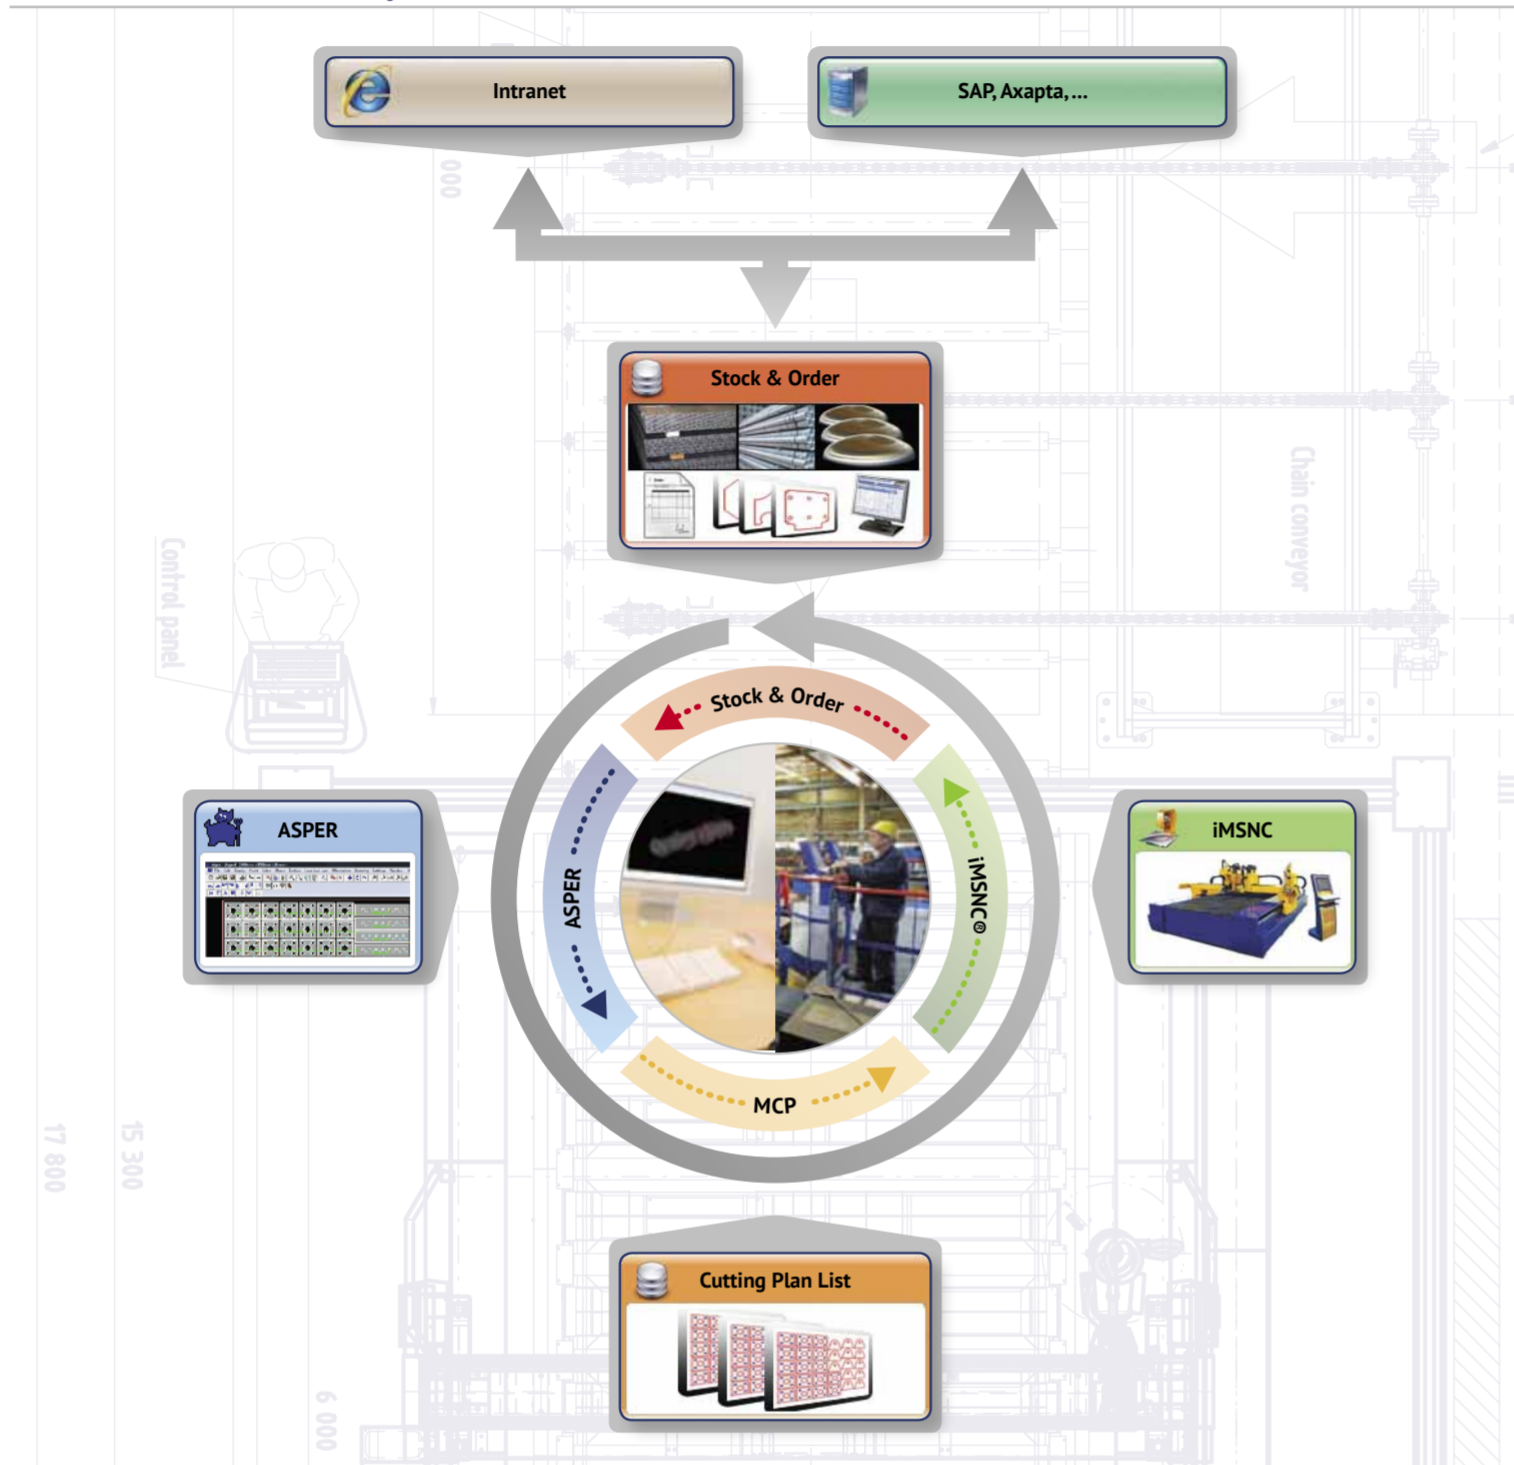 Intranet
SAP, Axapta, ...
000
Stock & Order
Chain conveyor
Control panel
Stock & Order
ASPER
ASPER
iMSNC®
iMSNC
MCP
17 800
15 300
Cutting Plan List
6 000